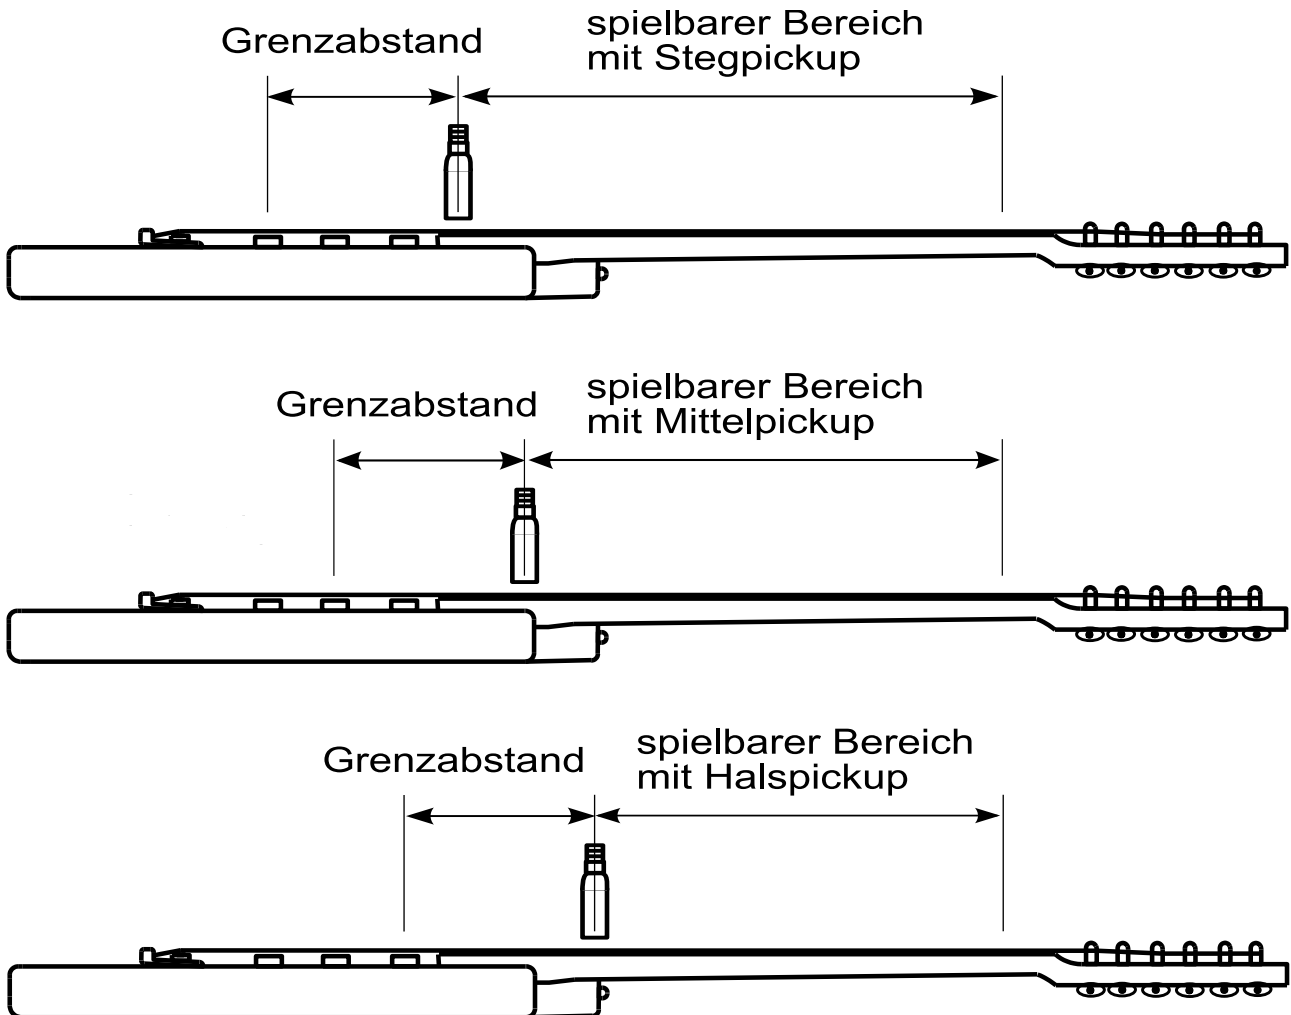 Grenzabstand
spielbarer Bereich
mit Stegpickup
Grenzabstand
spielbarer Bereich
mit Mittelpickup
Grenzabstand
spielbarer Bereich
mit Halspickup